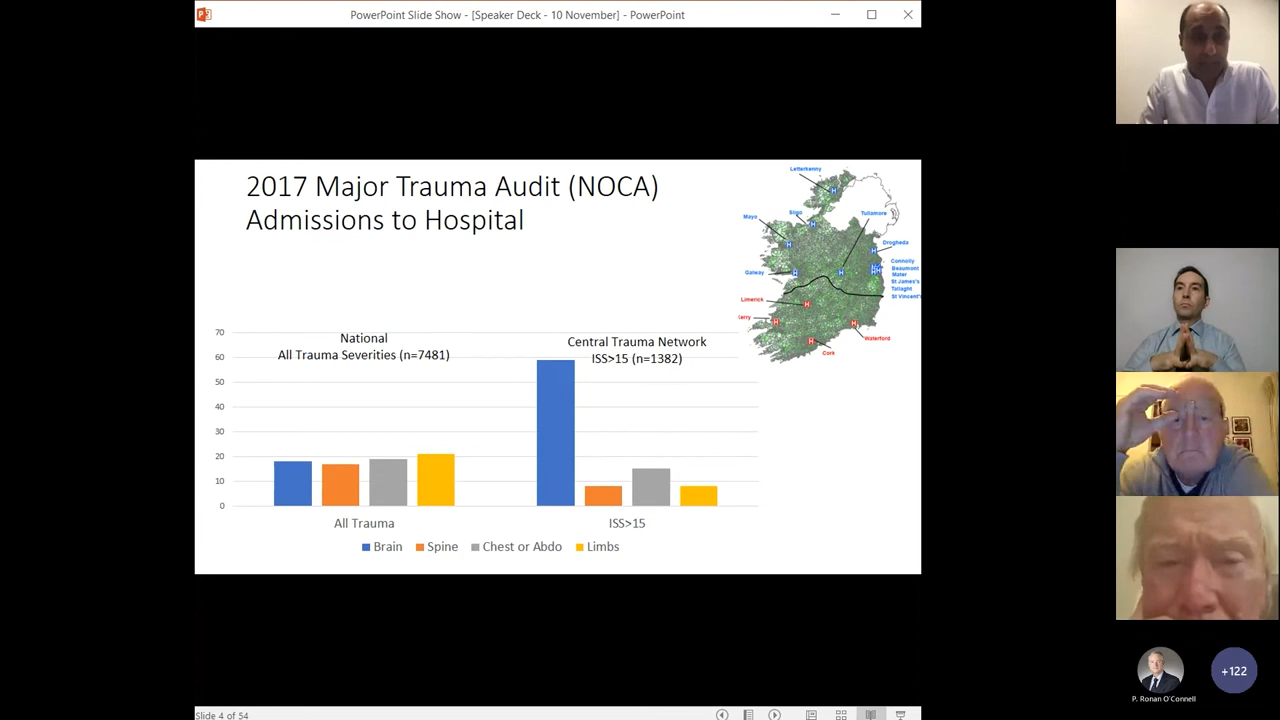 PowerPoint Slide Show - [Speaker Deck - 10 November] - PowerPoint
2017 Major Trauma Audit (NOCA)
Admissions to Hospital
Letterkenny
Mayo
Sligo
Tullamore
Drogheda
Galway
Connolly
Beaumont
Mater
St James's
Tallaght
St Vincent's
Limerick
Kerry
Waterford
Cork
National
All Trauma Severities (n=7481)
Central Trauma Network
ISS>15 (n=1382)
70
60
50
40
30
20
10
0
All Trauma
ISS>15
Brain
Spine
Chest or Abdo
Limbs
P. Ronan O'Connell
+122
Slide 4 of 54